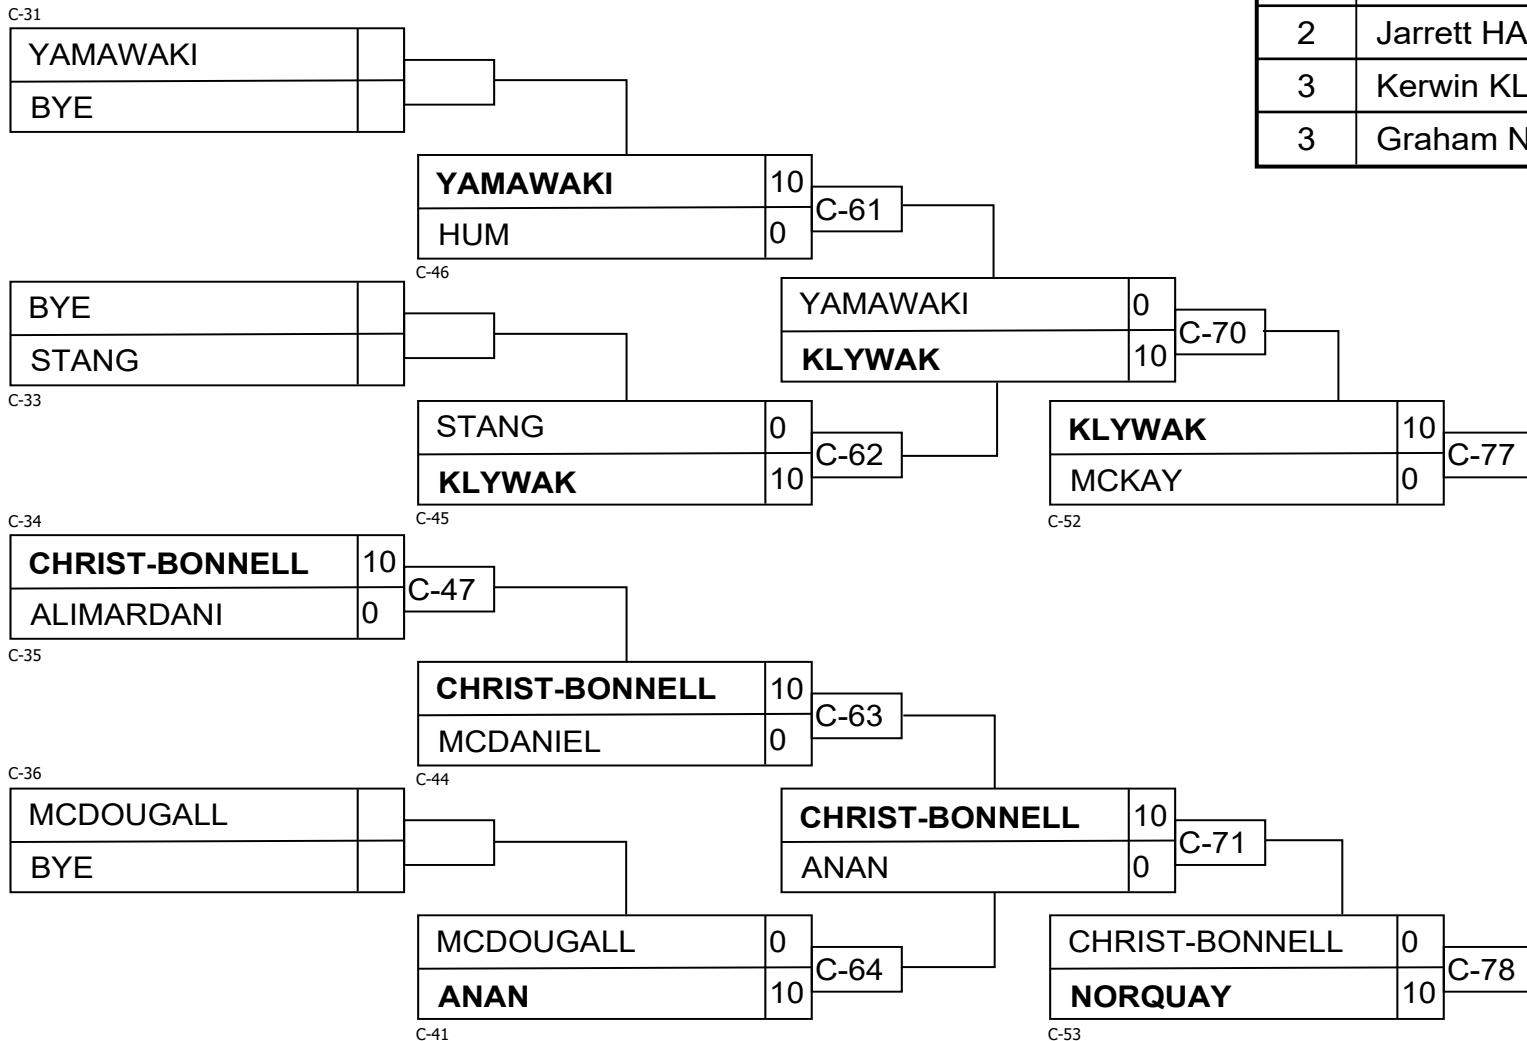 C-31
YAMAWAKI
BYE
2 Jarrett
3 Kerwin
3 Graham
YAMAWAKI 10
HUM 0
C-61
C-46
BYE
STANG
C-33
YAMAWAKI 0
KLYWAK 10
C-70
STANG 0
KLYWAK 10
C-62
C-45
KLYWAK 10
MCKAY 0
C-77
C-52
C-34
CHRIST-BONNELL 10
ALIMARDANI 0
C-47
C-35
CHRIST-BONNELL 10
MCDANIEL 0
C-63
C-44
C-36
MCDOUGALL
BYE
CHRIST-BONNELL 10
ANAN 0
C-71
MCDOUGALL 0
ANAN 10
C-64
C-41
CHRIST-BONNELL 0
NORQUAY 10
C-78
C-53